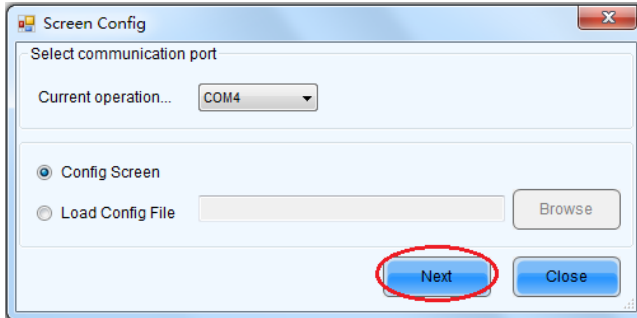 Screen Config
Select communication port
Current operation... COM4
Config Screen
Load Config File Browse
Next Close